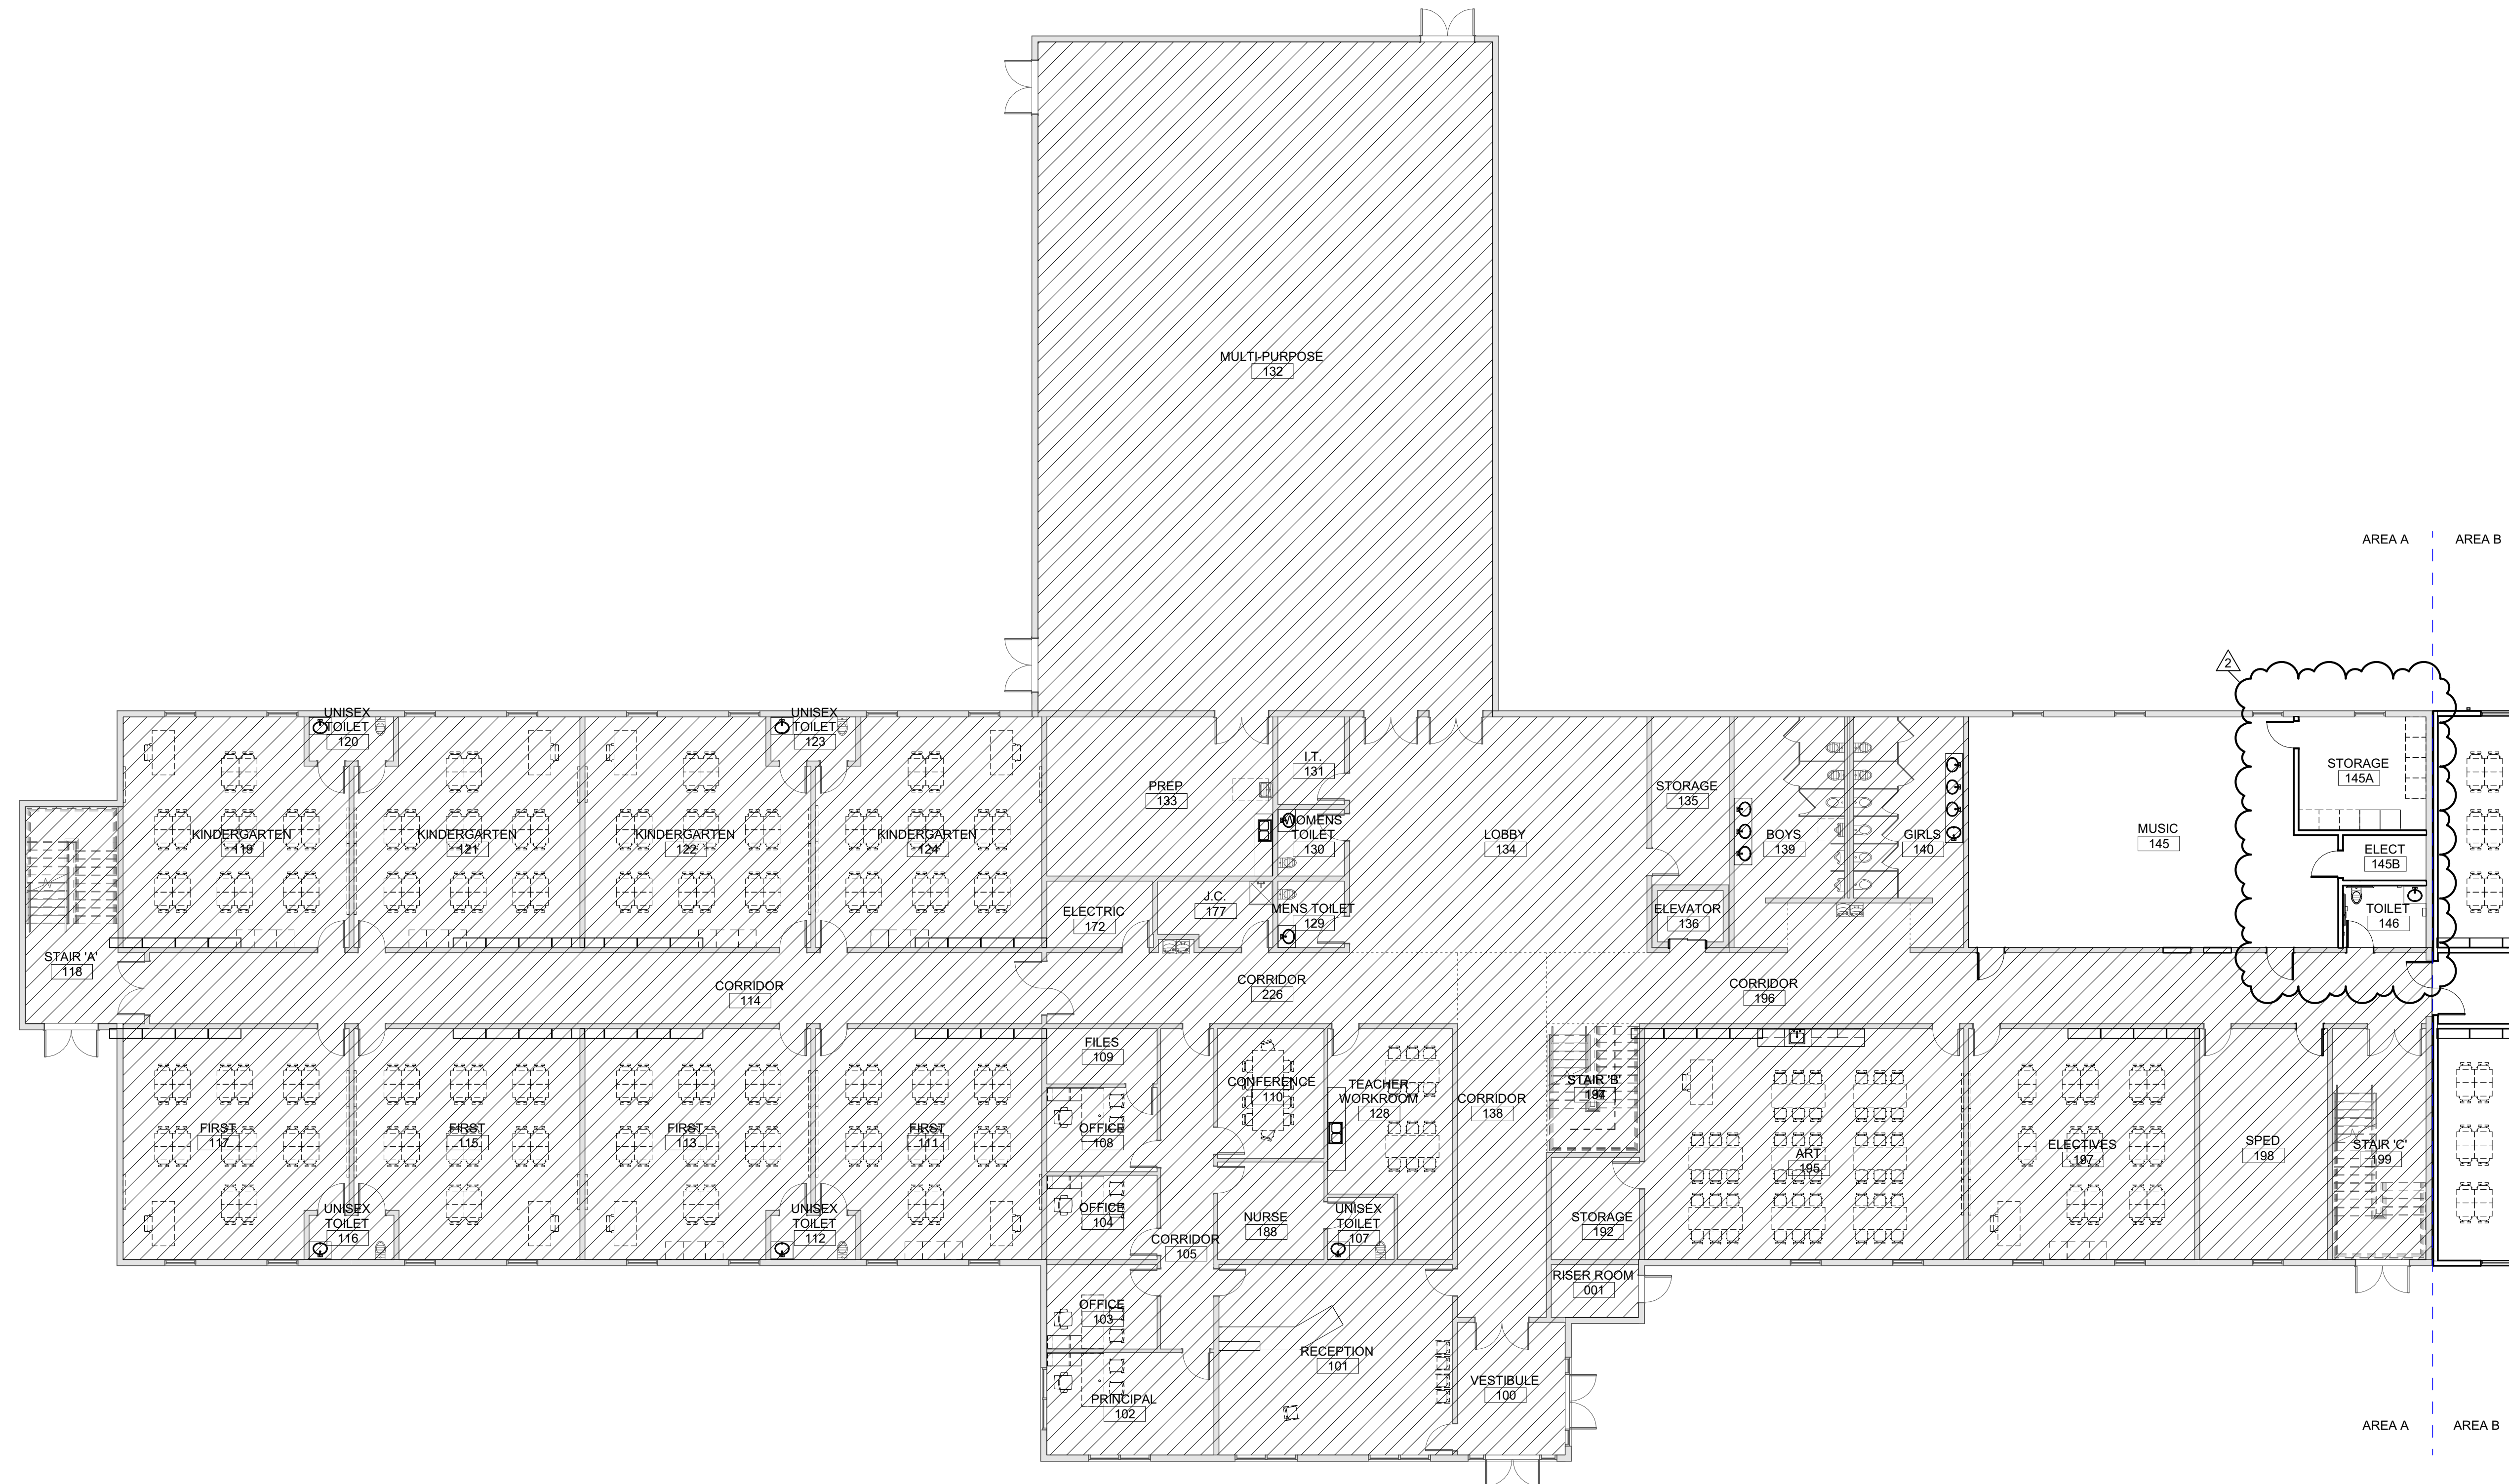 MULTI-PURPOSE
132
AREA A
AREA B
2
UNISEX
TOILET
120
UNISEX
TOILET
123
I.T.
131
PREP
133
STORAGE
135
STORAGE
145A
KINDERGARTEN
119
KINDERGARTEN
121
KINDERGARTEN
122
KINDERGARTEN
124
WOMENS
TOILET
130
LOBBY
134
BOYS
139
GIRLS
140
MUSIC
145
ELECT
145B
ELECTRIC
172
J.C.
177
MENS TOILET
129
ELEVATOR
136
TOILET
146
STAIR 'A'
118
CORRIDOR
114
CORRIDOR
226
CORRIDOR
196
FILES
109
CONFERENCE
110
TEACHER
WORKROOM
128
CORRIDOR
138
STAIR 'B'
FIRST
117
FIRST
115
FIRST
113
FIRST
111
OFFICE
108
ART
195
ELECTIVES
197
SPED
198
STAIR 'C'
199
UNISEX
TOILET
116
UNISEX
TOILET
112
OFFICE
104
CORRIDOR
105
NURSE
188
UNISEX
TOILET
107
STORAGE
192
RISER ROOM
001
OFFICE
103
RECEPTION
101
VESTIBULE
100
PRINCIPAL
102
AREA A
AREA B